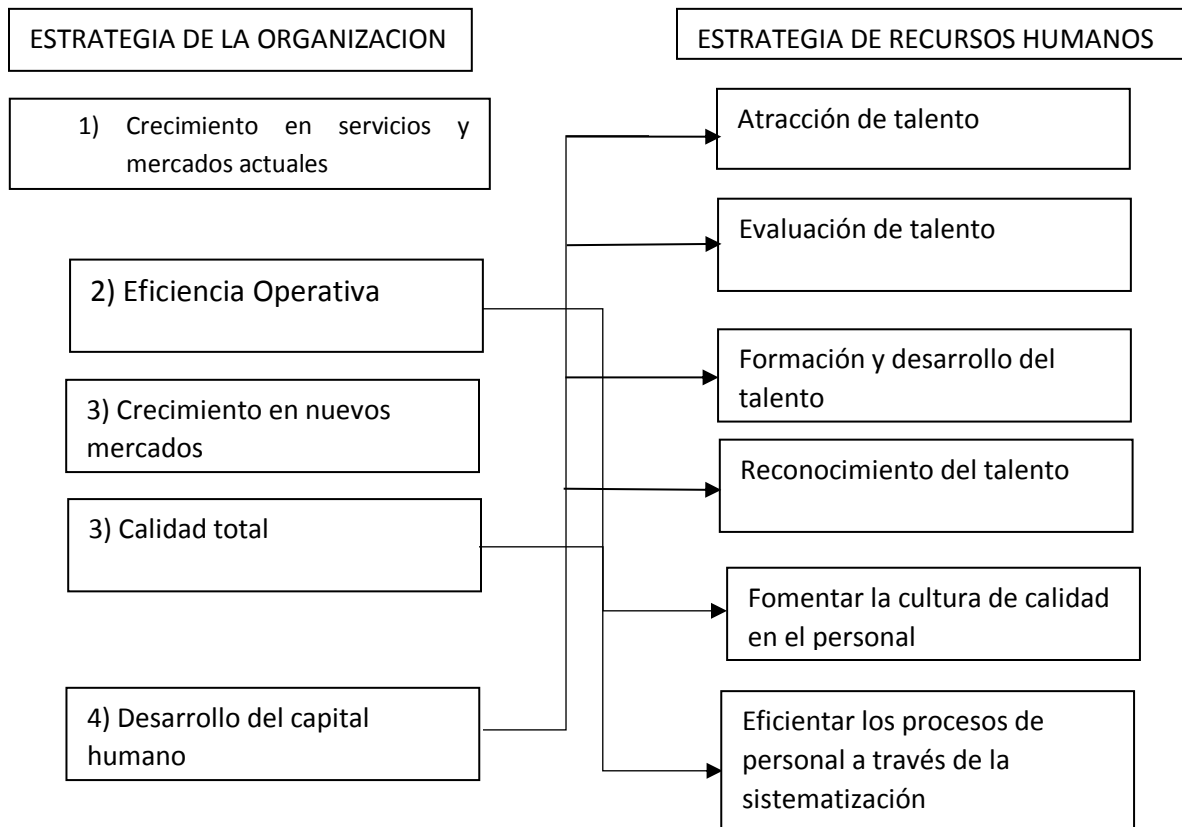 ESTRATEGIA DE LA ORGANIZACION
ESTRATEGIA DE RECURSOS HUMANOS
1) Crecimiento en servicios y
mercados actuales
2) Eficiencia Operativa
3) Crecimiento en nuevos
mercados
3) Calidad total
4) Desarrollo del capital
humano
Atracción de talento
Evaluación de talento
Formación y desarrollo del
talento
Reconocimiento del talento
Fomentar la cultura de calidad
en el personal
Eficientar los procesos de
personal a través de la
sistematización